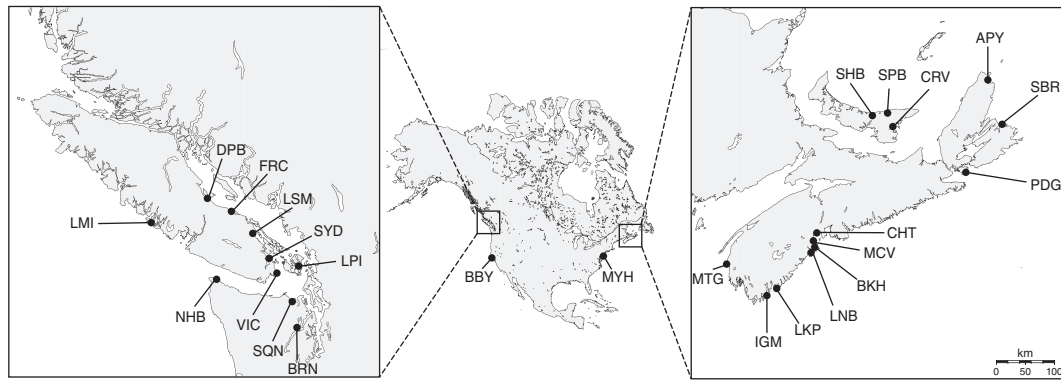 DPB
FRC
LSM
LMI
SYD
LPI
NHB
VIC
SQN
BRN
BBY
MYH
APY
SHB
SPB
CRV
SBR
PDG
CHT
MCV
MTG
BKH
LNB
LKP
IGM
km
0 50 100